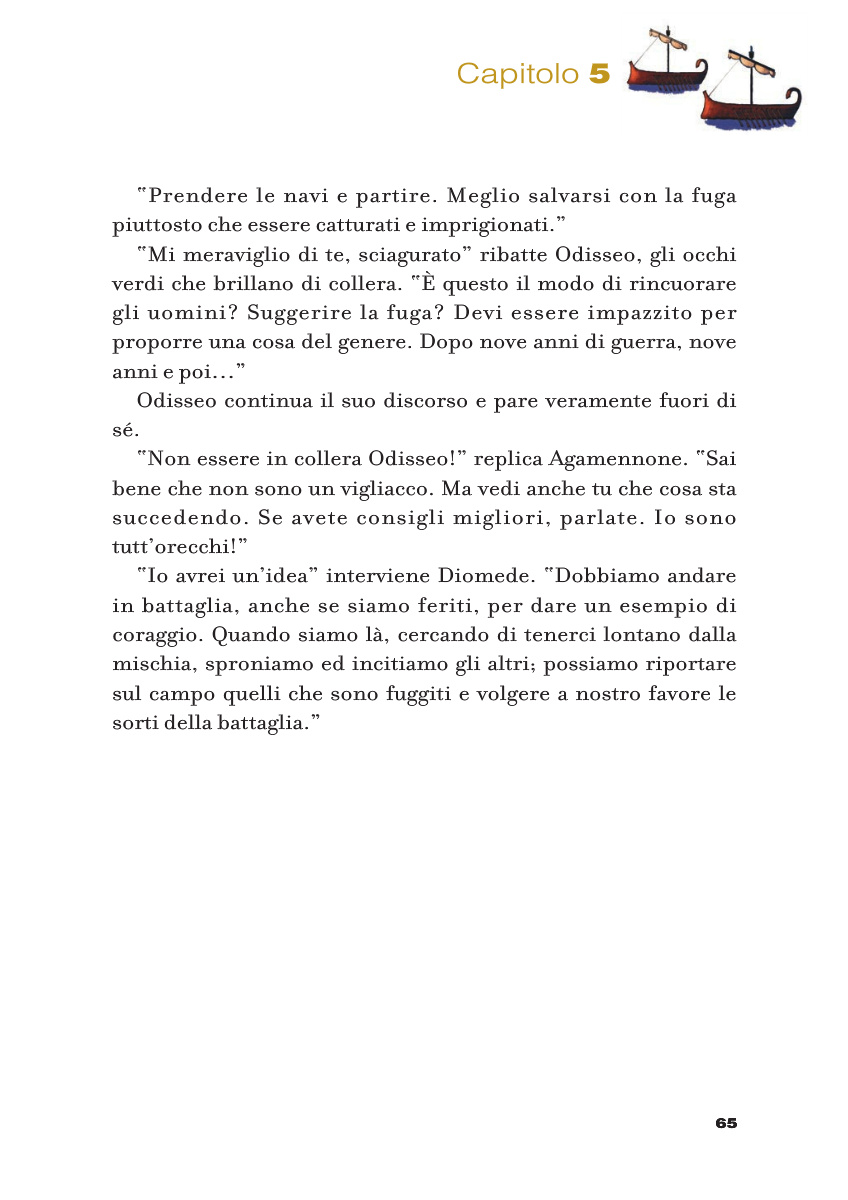 Capitolo 5
“Prendere le navi e partire. Meglio salvarsi con la fuga
piuttosto che essere catturati e imprigionati.”
“Mi meraviglio di te, sciagurato” ribatte Odisseo, gli occhi
verdi che brillano di collera. “È questo il modo di rincuorare
gli uomini? Suggerire la fuga? Devi essere impazzito per
proporre una cosa del genere. Dopo nove anni di guerra, nove
anni e poi...”
Odisseo continua il suo discorso e pare veramente fuori di
sé.
“Non essere in collera Odisseo!” replica Agamennone. “Sai
bene che non sono un vigliacco. Ma vedi anche tu che cosa sta
succedendo. Se avete consigli migliori, parlate. Io sono
tutt’orecchi!”
“Io avrei un’idea” interviene Diomede. “Dobbiamo andare
in battaglia, anche se siamo feriti, per dare un esempio di
coraggio. Quando siamo là, cercando di tenerci lontano dalla
mischia, sproniamo ed incitiamo gli altri; possiamo riportare
sul campo quelli che sono fuggiti e volgere a nostro favore le
sorti della battaglia.”
65